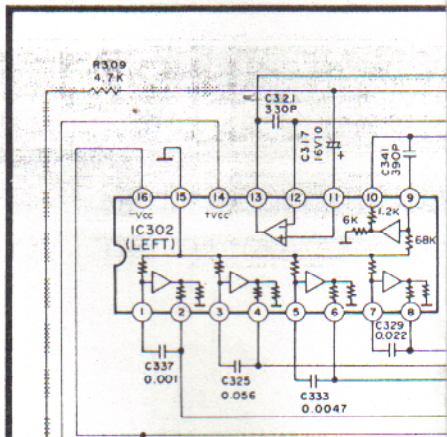 R309
4.7K
C321
330P
C317
16V10
C341
390P
16
15
14
13
12
11
10
9
-VCC
+VCC
IC302
(LEFT)
6K
1.2K
68K
1
2
3
4
5
6
7
8
C337
0.001
C325
0.056
C333
0.0047
C329
0.022